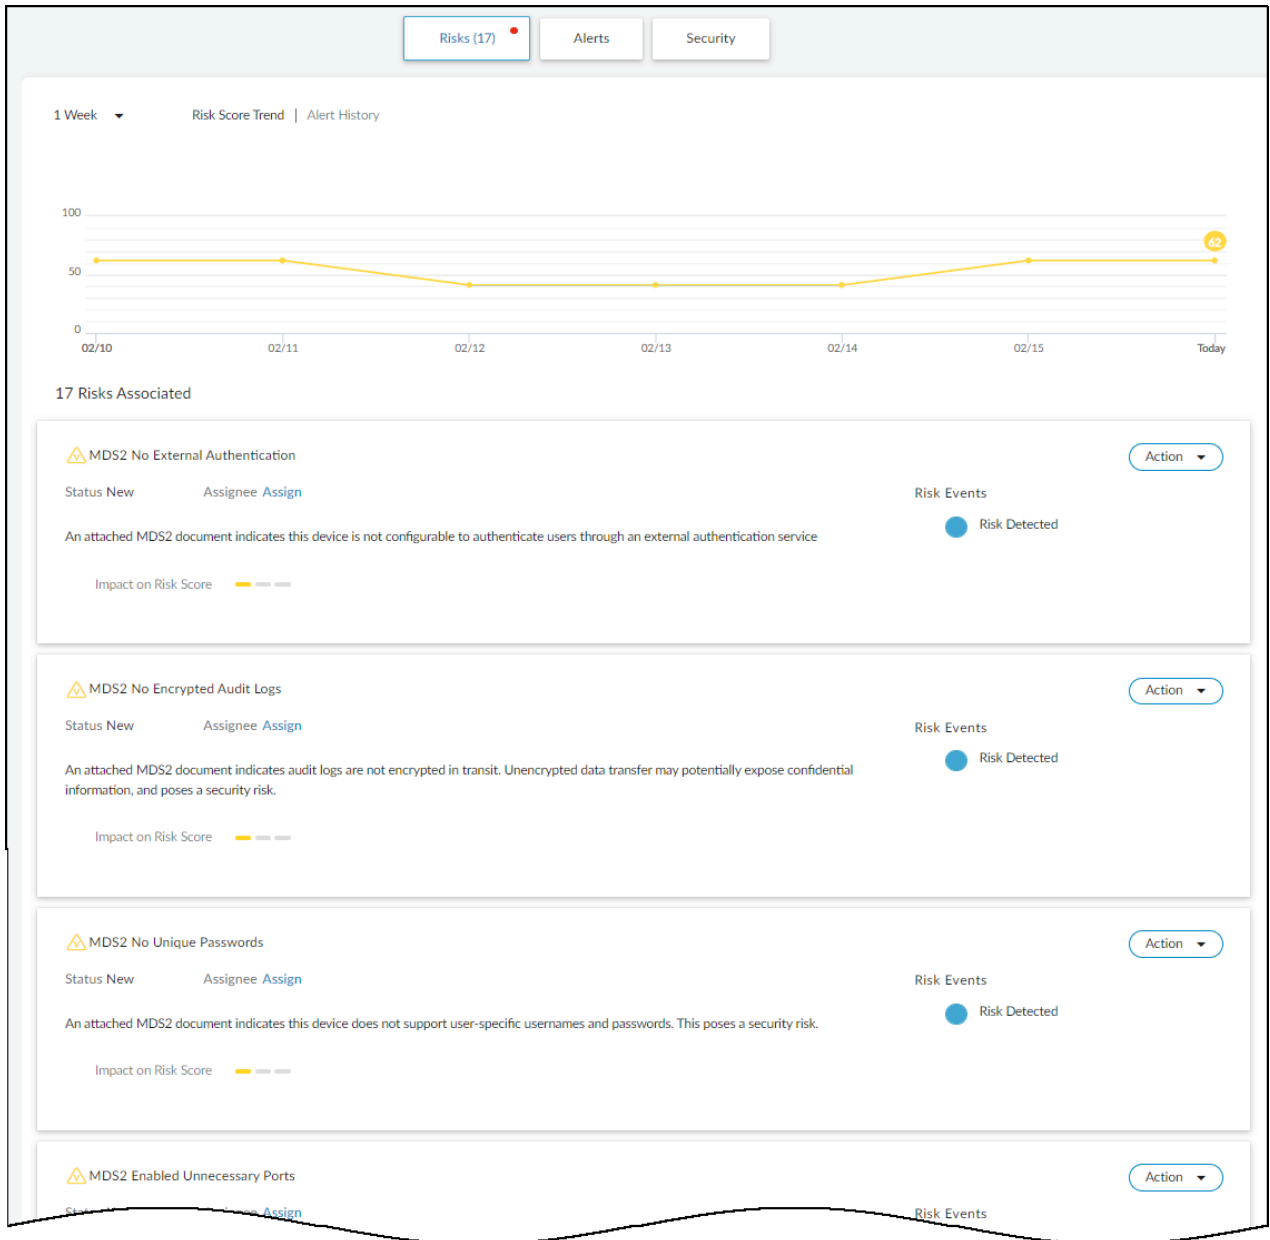 Risks (17) Alerts Security
1 Week Risk Score Trend | Alert History
100
62
50
0
02/10 02/11 02/12 02/13 02/14 02/15 Today
17 Risks Associated
MDS2 No External Authentication Action
Status New Assignee Assign Risk Events
Risk Detected
An attached MDS2 document indicates this device is not configurable to authenticate users through an external authentication service
Impact on Risk Score
MDS2 No Encrypted Audit Logs Action
Status New Assignee Assign Risk Events
Risk Detected
An attached MDS2 document indicates audit logs are not encrypted in transit. Unencrypted data transfer may potentially expose confidential
information, and poses a security risk.
Impact on Risk Score
MDS2 No Unique Passwords Action
Status New Assignee Assign Risk Events
Risk Detected
An attached MDS2 document indicates this device does not support user-specific usernames and passwords. This poses a security risk.
Impact on Risk Score
MDS2 Enabled Unnecessary Ports Action
Assign Risk Events